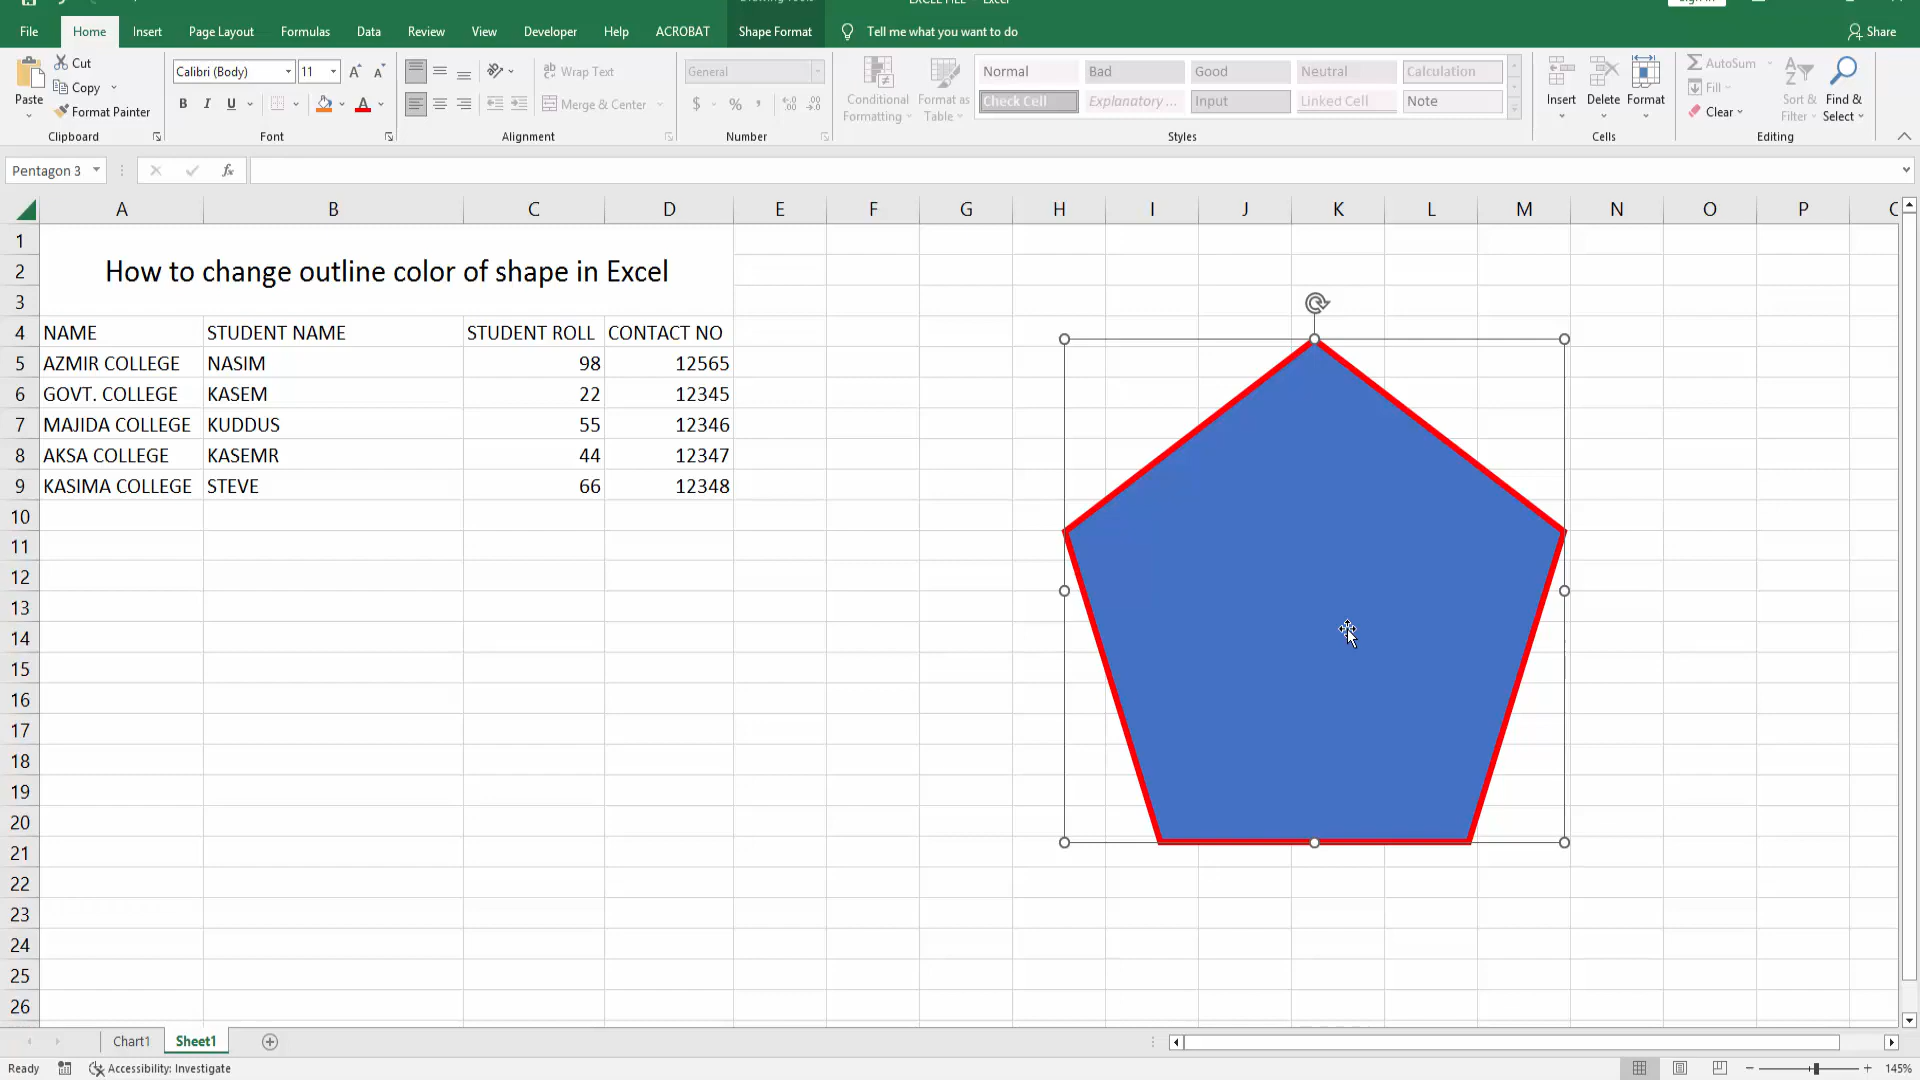 File Home Insert Page Layout Formulas Data Review View Developer Help ACROBAT Shape Format Tell me what you want to do Share
Paste
Cut
Copy
Format Painter
Clipboard
Calibri (Body) 11
B I U
Font
Wrap Text
Merge & Center
Alignment
General
$ % ,
Number
Conditional Formatting
Format as Table
Normal Bad Good Neutral Calculation
Check Cell Explanatory ... Input Linked Cell Note
Styles
Insert Delete Format
Cells
AutoSum
Fill
Clear
Sort & Filter
Find & Select
Editing
Pentagon 3 fx
A B C D E F G H I J K L M N O P
1
2 How to change outline color of shape in Excel
3
4 NAME STUDENT NAME STUDENT ROLL CONTACT NO
5 AZMIR COLLEGE NASIM 98 12565
6 GOVT. COLLEGE KASEM 22 12345
7 MAJIDA COLLEGE KUDDUS 55 12346
8 AKSA COLLEGE KASEMR 44 12347
9 KASIMA COLLEGE STEVE 66 12348
10
11
12
13
14
15
16
17
18
19
20
21
22
23
24
25
26
Chart1 Sheet1
Ready Accessibility: Investigate 145%